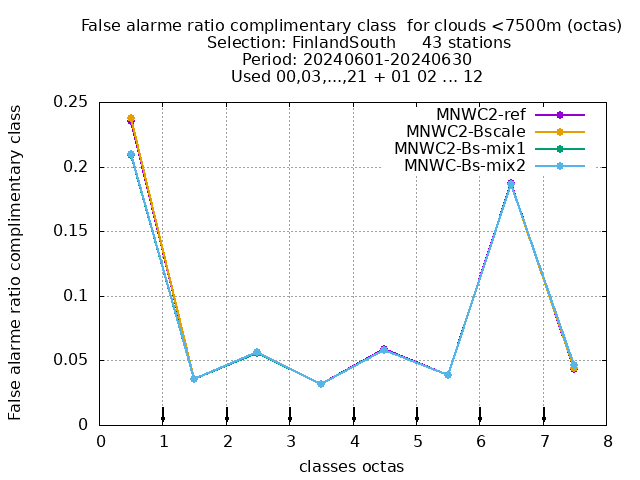 False alarme ratio complimentary class  for clouds <7500m (octas)
Selection: FinlandSouth     43 stations
Period: 20240601-20240630
Used 00,03,...,21 + 01 02 ... 12
False alarme ratio complimentary class
0.25
0.2
0.15
0.1
0.05
0
MNWC2-ref
MNWC2-Bscale
MNWC2-Bs-mix1
MNWC-Bs-mix2
0 1 2 3 4 5 6 7 8
classes octas